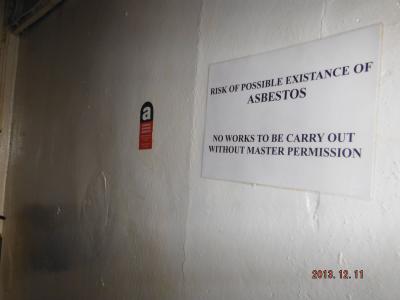 RISK OF POSSIBLE EXISTANCE OF
ASBESTOS
NO WORKS TO BE CARRY OUT
WITHOUT MASTER PERMISSION
a
2013.12.11